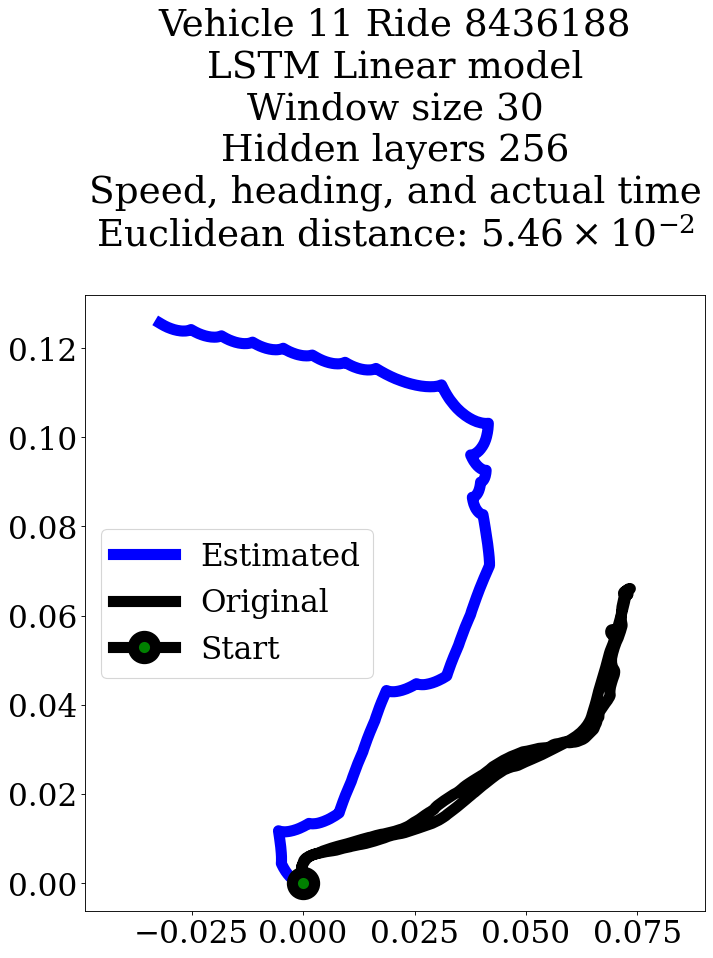 Vehicle 11 Ride 8436188
LSTM Linear model
Window size 30
Hidden layers 256
Speed, heading, and actual time
Euclidean distance: 5.46 × 10⁻²
0.12
0.10
0.08
0.06
0.04
0.02
0.00
Estimated
Original
Start
−0.025 0.000 0.025 0.050 0.075